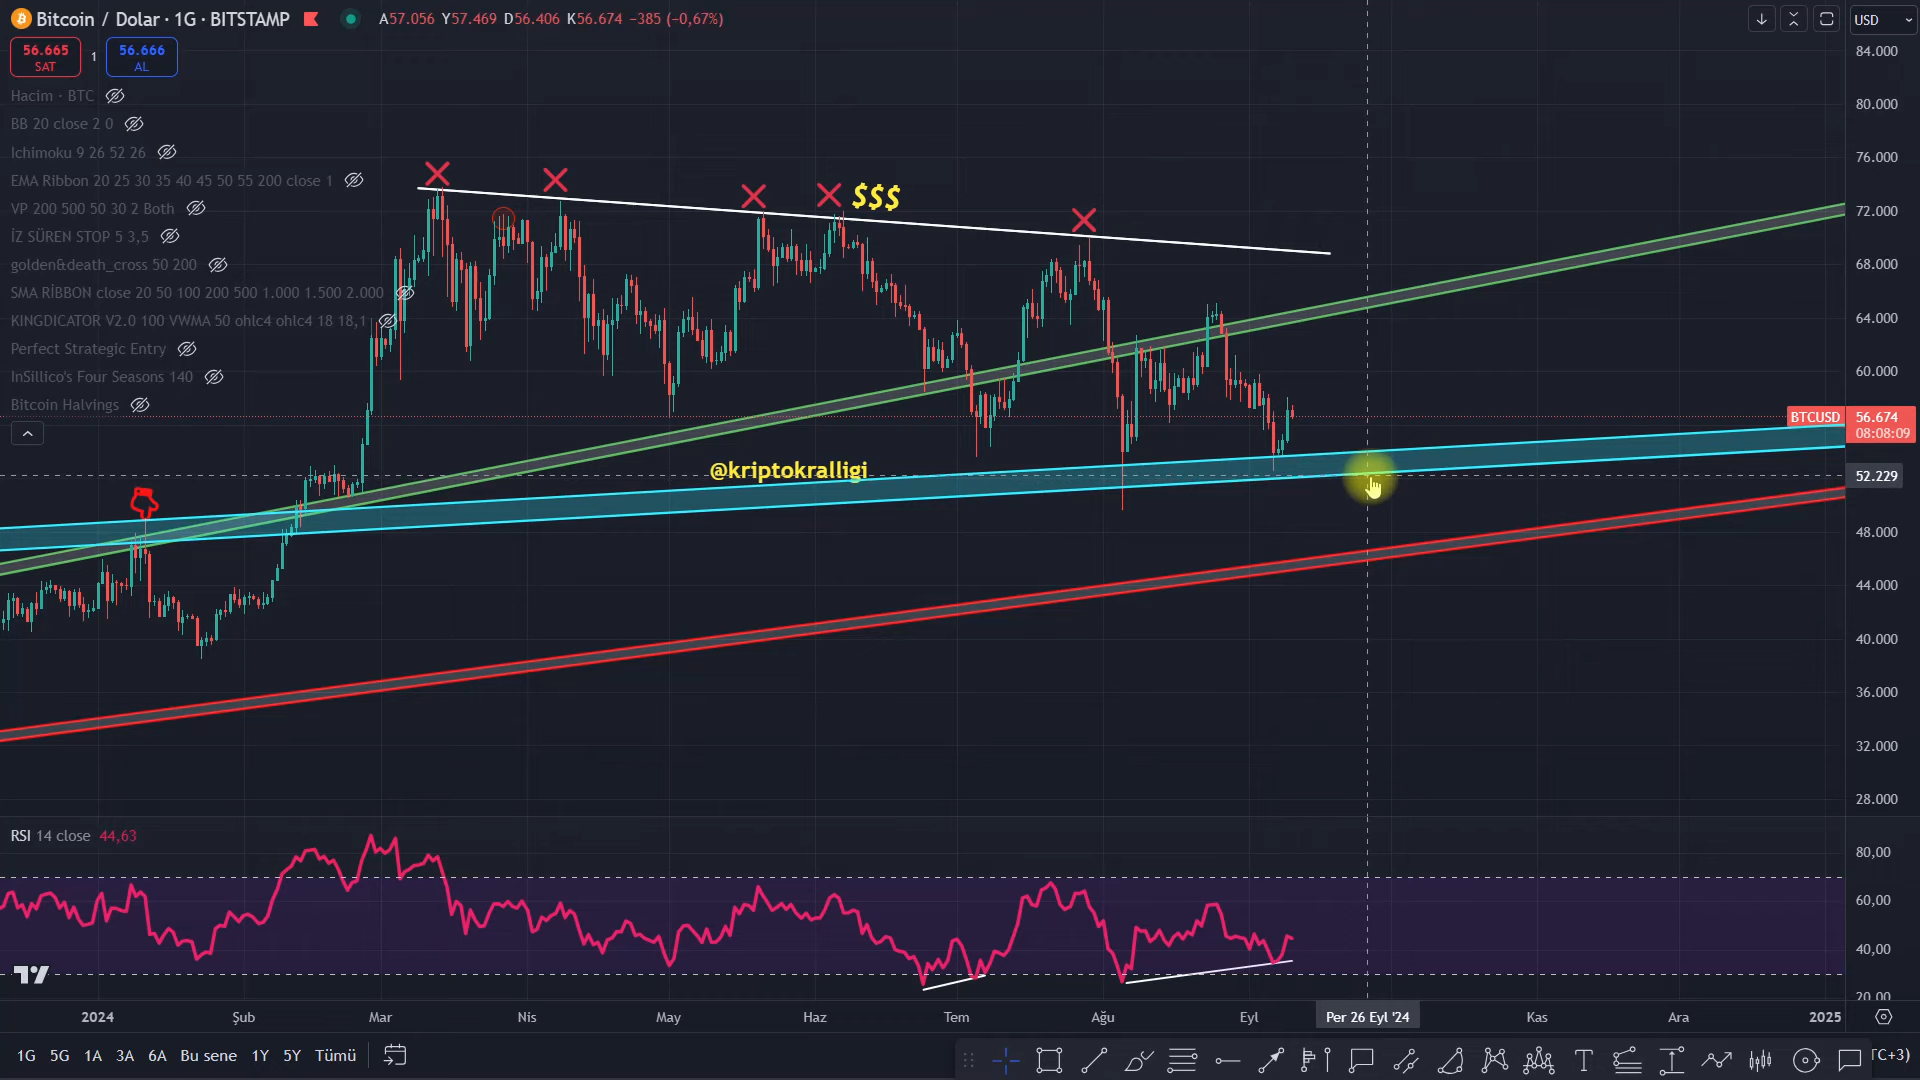 Bitcoin / Dolar · 1G · BITSTAMP A57.056 Y57.469 D56.406 K56.674 −385 (−0,67%)
USD
56.665
SAT
1
56.666
AL
Hacim · BTC
BB 20 close 2 0
Ichimoku 9 26 52 26
EMA Ribbon 20 25 30 35 40 45 50 55 200 close 1
VP 200 500 50 30 2 Both
İZ SÜREN STOP 5 3,5
golden&death_cross 50 200
SMA RİBBON close 20 50 100 200 500 1.000 1.500 2.000
KINGDICATOR V2.0 100 VWMA 50 ohlc4 ohlc4 18 18,1
Perfect Strategic Entry
InSillico's Four Seasons 140
Bitcoin Halvings
$$$
@kriptokralligi
84.000
80.000
76.000
72.000
68.000
64.000
60.000
BTCUSD 56.674
08:08:09
52.229
48.000
44.000
40.000
36.000
32.000
28.000
RSI 14 close 44,63
80,00
60,00
40,00
20,00
2024 Şub Mar Nis May Haz Tem Ağu Eyl Per 26 Eyl '24 Kas Ara 2025
1G 5G 1A 3A 6A Bu sene 1Y 5Y Tümü
TC+3)